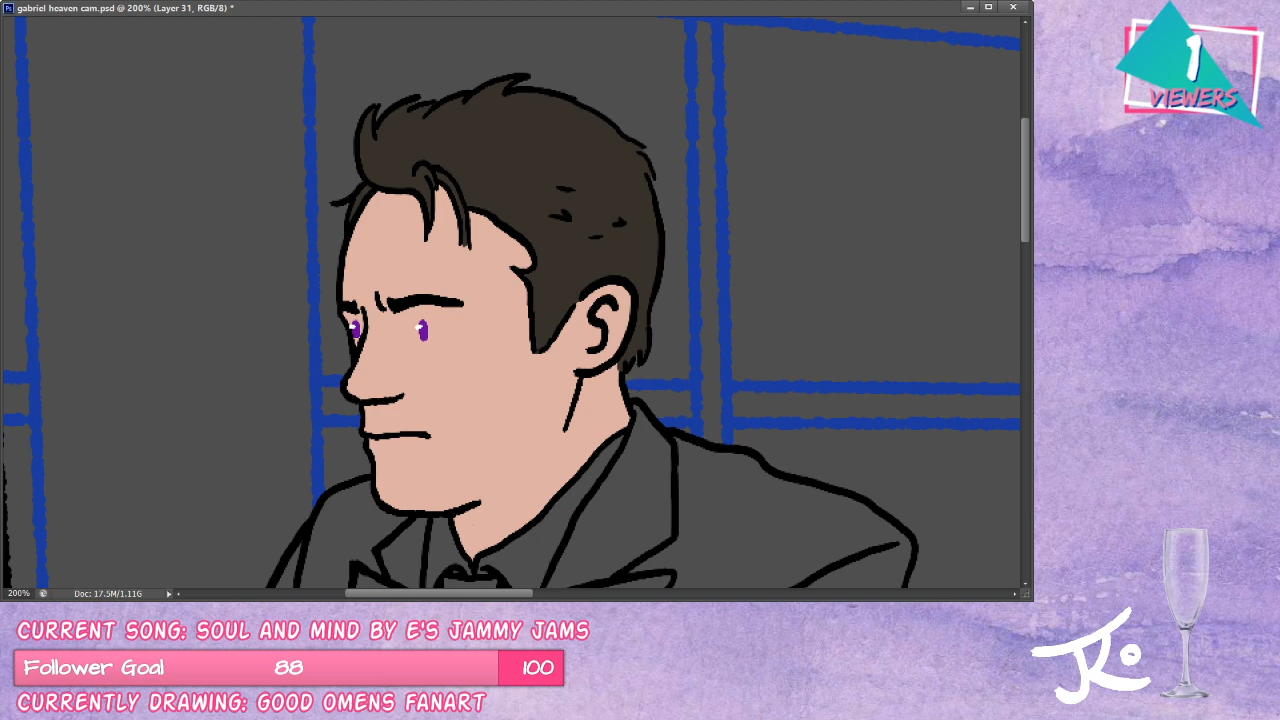 gabriel heaven cam.psd @ 200% (Layer 31, RGB/8) *
1
VIEWERS
200%
Doc: 17.5M/1.11G
CURRENT SONG: SOUL AND MIND BY E'S JAMMY JAMS
Follower Goal 88 100
CURRENTLY DRAWING: GOOD OMENS FANART